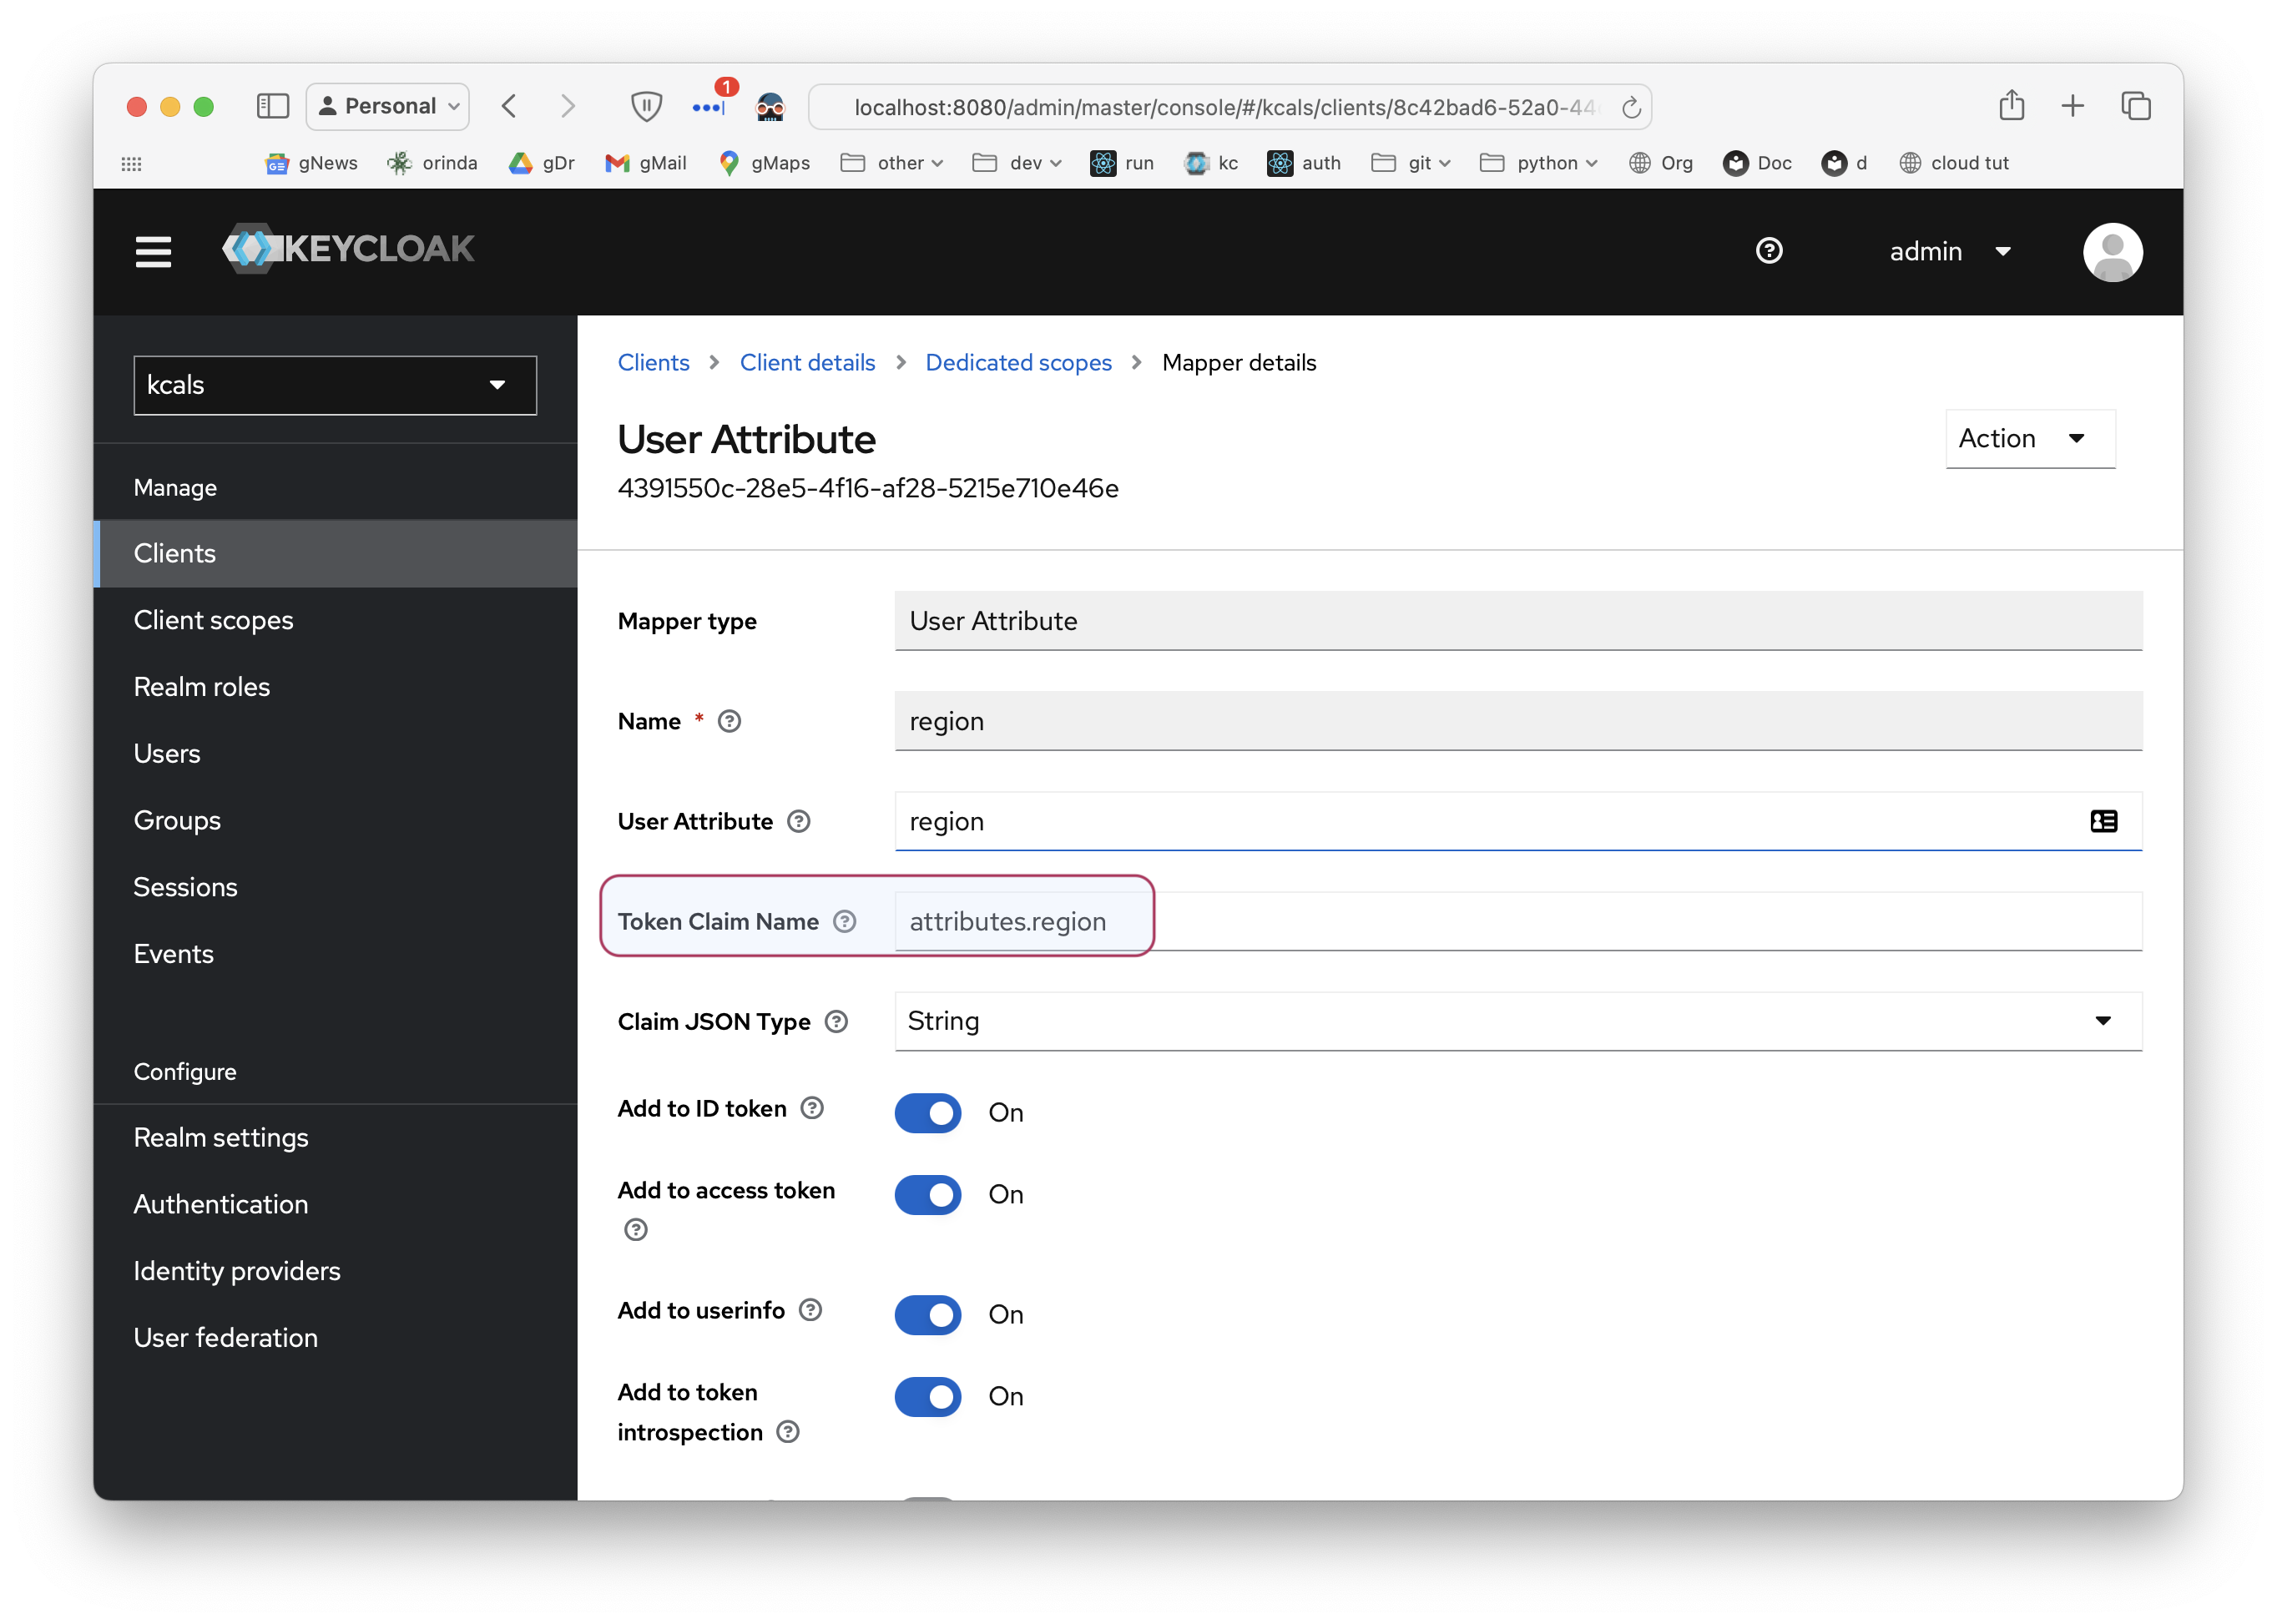 Personal
1
localhost:8080/admin/master/console/#/kcals/clients/8c42bad6-52a0-44
gNews orinda gDr gMail gMaps other dev run kc auth git python Org Doc d cloud tut
KEYCLOAK
admin
kcals
Manage
Clients
Client scopes
Realm roles
Users
Groups
Sessions
Events
Configure
Realm settings
Authentication
Identity providers
User federation
Clients Client details Dedicated scopes Mapper details
User Attribute
Action
4391550c-28e5-4f16-af28-5215e710e46e
Mapper type User Attribute
Name * region
User Attribute region
Token Claim Name attributes.region
Claim JSON Type String
Add to ID token On
Add to access token On
Add to userinfo On
Add to token On
introspection